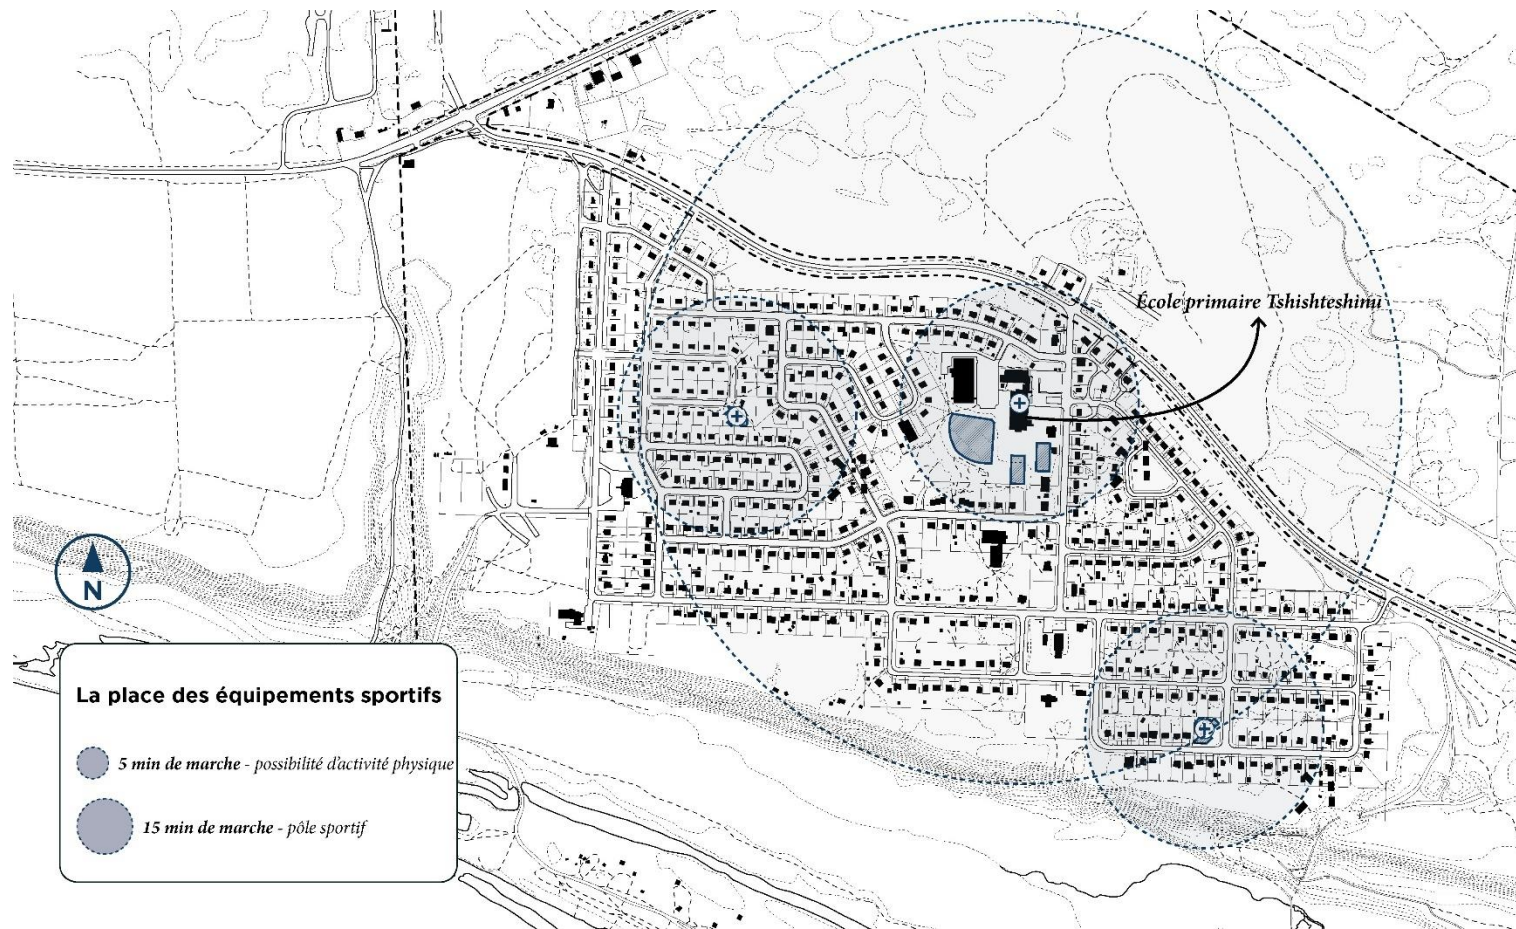 École primaire Tshishteshinu
N
La place des équipements sportifs
5 min de marche - possibilité d'activité physique
15 min de marche - pôle sportif